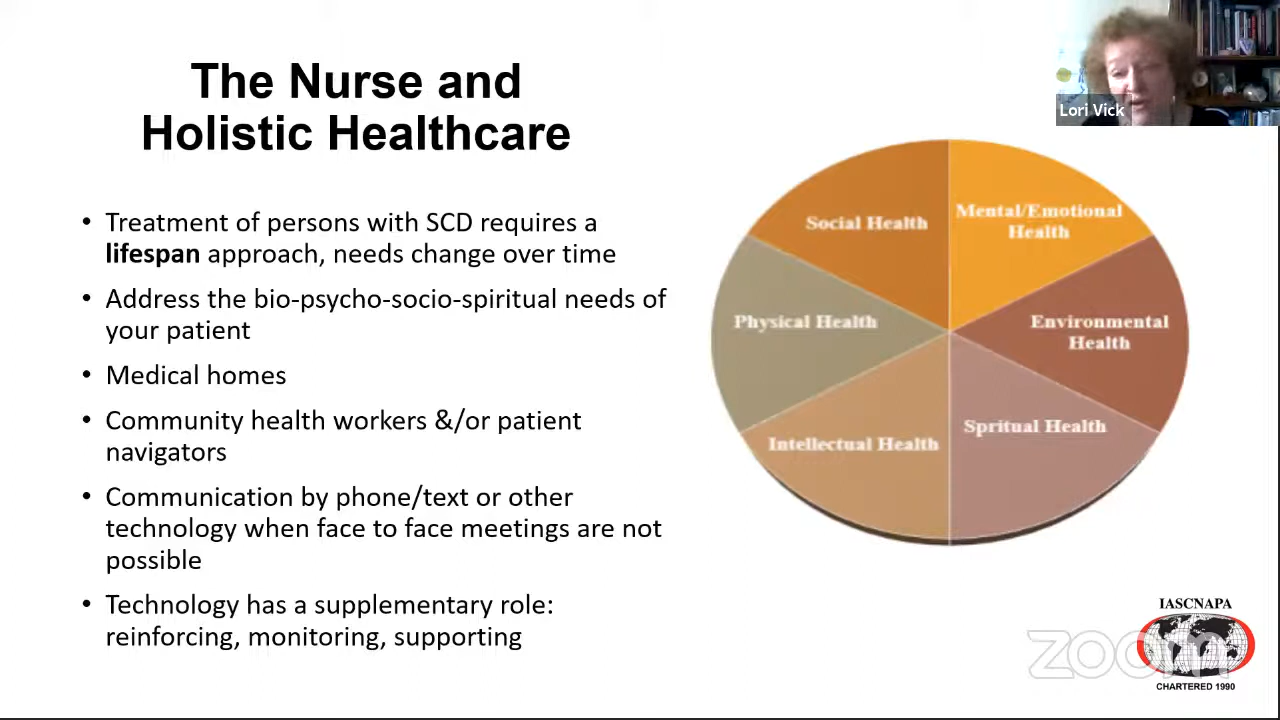 The Nurse and
Holistic Healthcare
Lori Vick
• Treatment of persons with SCD requires a
lifespan approach, needs change over time
• Address the bio-psycho-socio-spiritual needs of
your patient
• Medical homes
• Community health workers &/or patient
navigators
• Communication by phone/text or other
technology when face to face meetings are not
possible
• Technology has a supplementary role:
reinforcing, monitoring, supporting
Social Health
Mental/Emotional
Health
Physical Health
Environmental
Health
Intellectual Health
Spritual Health
IASCNAPA
zoom
CHARTERED 1990